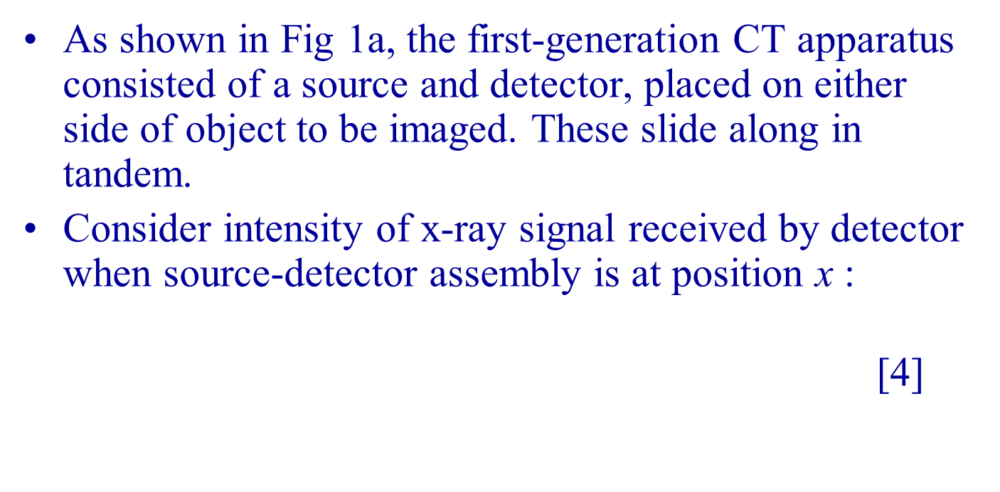 • As shown in Fig 1a, the first-generation CT apparatus
consisted of a source and detector, placed on either
side of object to be imaged. These slide along in
tandem.
• Consider intensity of x-ray signal received by detector
when source-detector assembly is at position x :
[4]